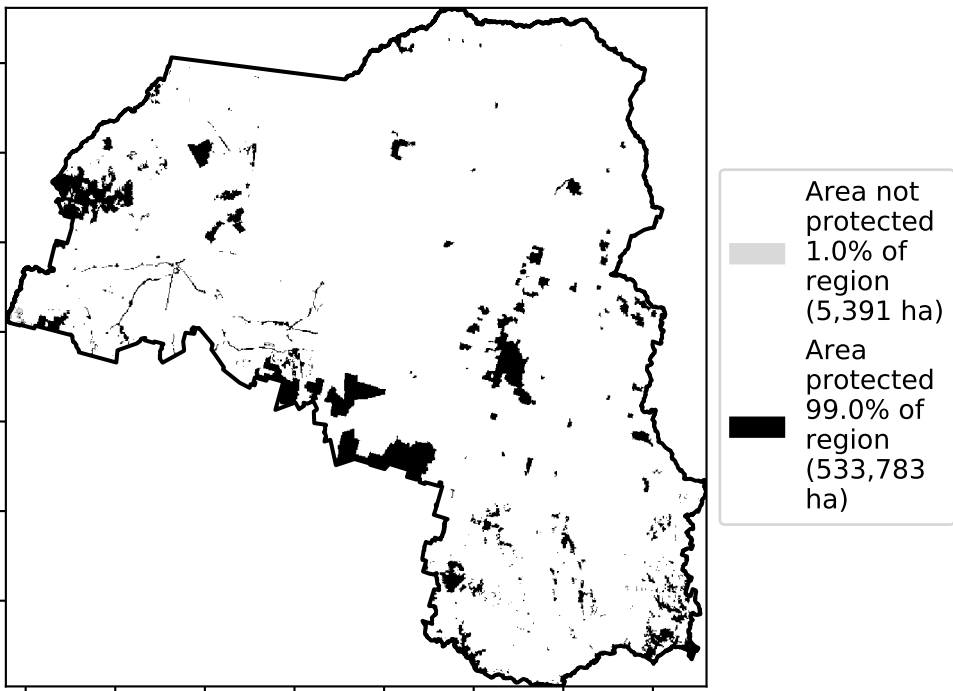 Area not
protected
1.0% of
region
(5,391 ha)
Area
protected
99.0% of
region
(533,783
ha)